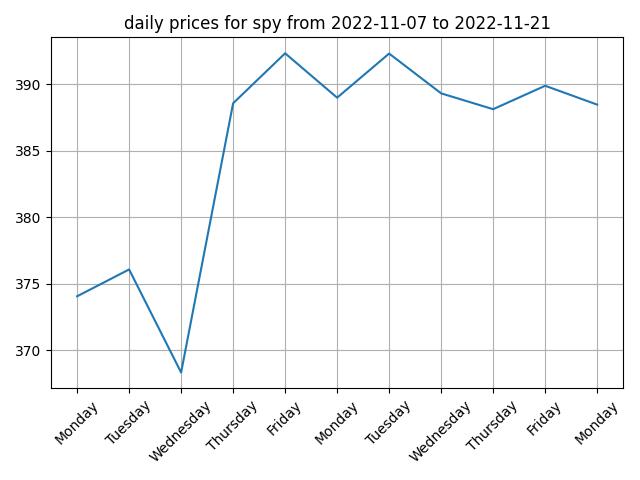 daily prices for spy from 2022-11-07 to 2022-11-21
390
385
380
375
370
Monday
Tuesday
Wednesday
Thursday
Friday
Monday
Tuesday
Wednesday
Thursday
Friday
Monday